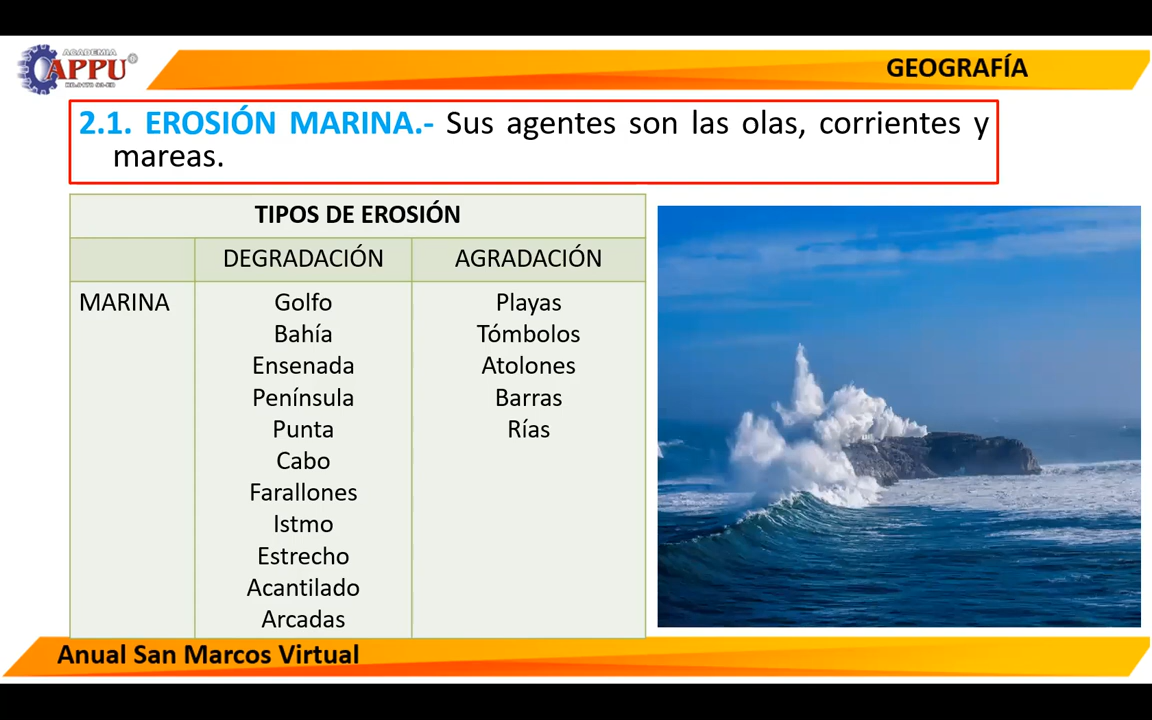 ACADEMIA
APPU
GEOGRAFÍA
2.1. EROSIÓN MARINA.- Sus agentes son las olas, corrientes y
mareas.
TIPOS DE EROSIÓN
DEGRADACIÓN AGRADACIÓN
MARINA Golfo Playas
Bahía Tómbolos
Ensenada Atolones
Península Barras
Punta Rías
Cabo
Farallones
Istmo
Estrecho
Acantilado
Arcadas
Anual San Marcos Virtual